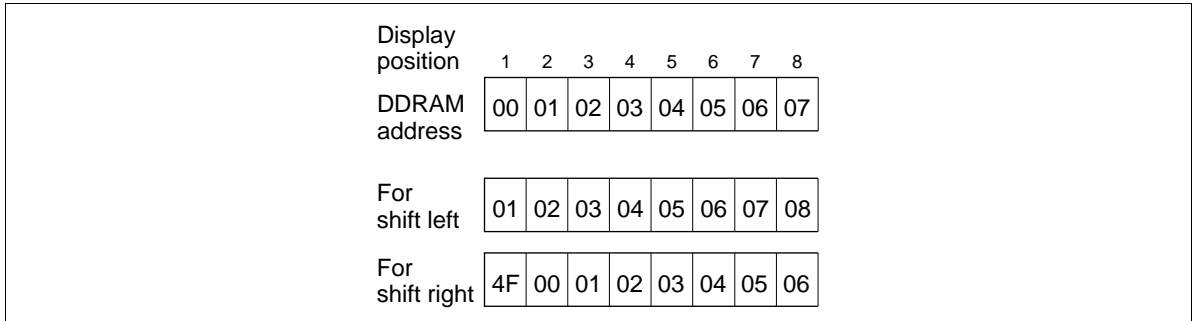 Display
position 1 2 3 4 5 6 7 8
DDRAM
address 00 01 02 03 04 05 06 07
For
shift left 01 02 03 04 05 06 07 08
For
shift right 4F 00 01 02 03 04 05 06